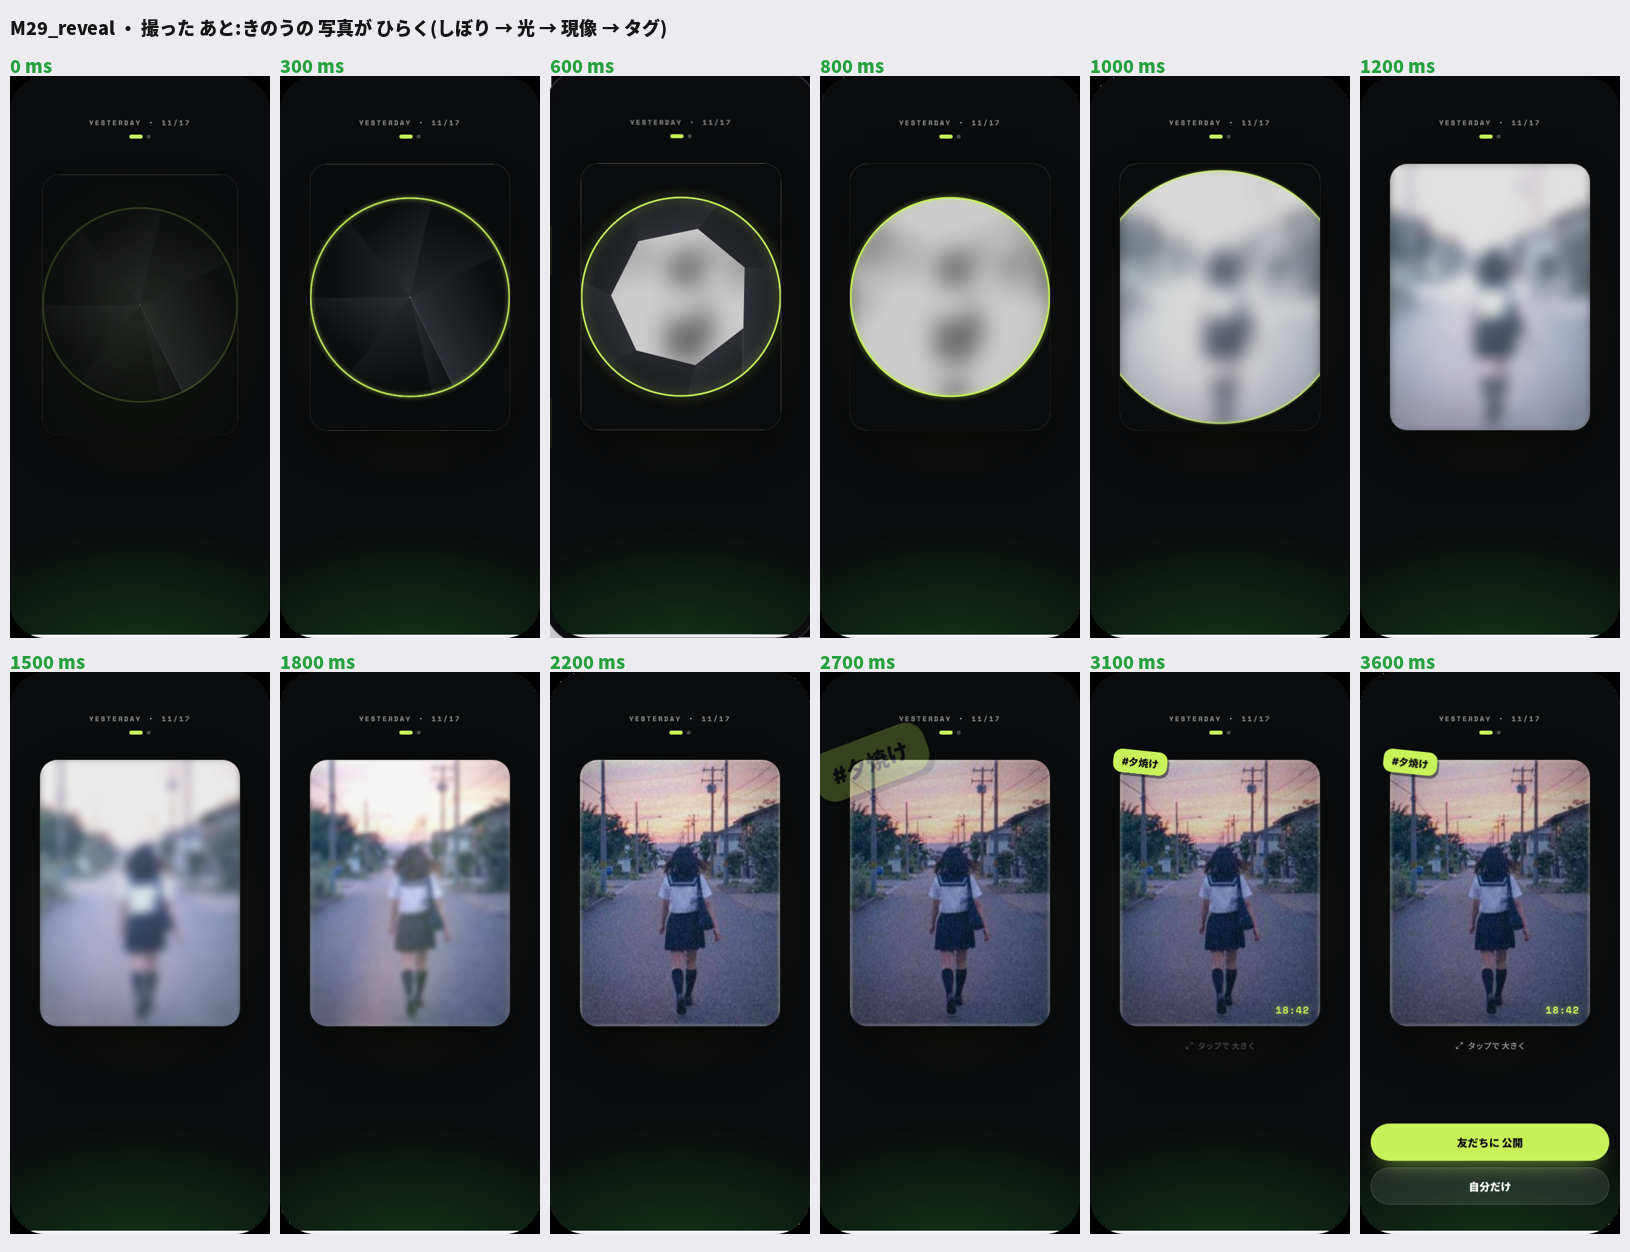 M29_reveal ・ 撮った あと:きのうの 写真が ひらく(しぼり → 光 → 現像 → タグ)
0 ms
300 ms
600 ms
800 ms
1000 ms
1200 ms
YESTERDAY · 11/17
YESTERDAY · 11/17
YESTERDAY · 11/17
YESTERDAY · 11/17
YESTERDAY · 11/17
YESTERDAY · 11/17
1500 ms
1800 ms
2200 ms
2700 ms
3100 ms
3600 ms
YESTERDAY · 11/17
YESTERDAY · 11/17
YESTERDAY · 11/17
YESTERDAY · 11/17
YESTERDAY · 11/17
YESTERDAY · 11/17
#夕焼け
#夕焼け
#夕焼け
18:42
18:42
タップで 大きく
タップで 大きく
友だちに 公開
自分だけ